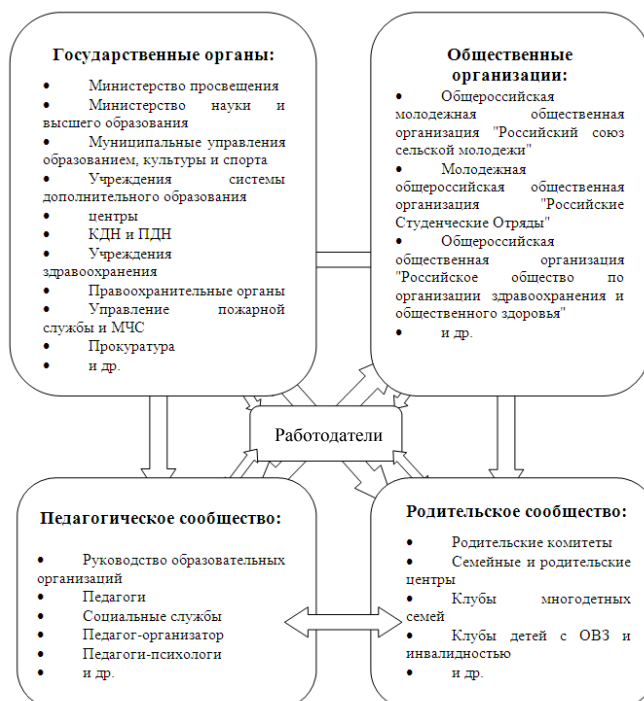 Государственные органы:
• Министерство просвещения
• Министерство науки и
высшего образования
• Муниципальные управления
образованием, культуры и спорта
• Учреждения системы
дополнительного образования
• центры
• КДН и ПДН
• Учреждения
здравоохранения
• Правоохранительные органы
• Управление пожарной
службы и МЧС
• Прокуратура
• и др.
Общественные
организации:
• Общероссийская
молодежная общественная
организация "Российский союз
сельской молодежи"
• Молодежная
общероссийская общественная
организация "Российские
Студенческие Отряды"
• Общероссийская
общественная организация
"Российское общество по
организации здравоохранения и
общественного здоровья"
• и др.
Работодатели
Педагогическое сообщество:
• Руководство образовательных
организаций
• Педагоги
• Социальные службы
• Педагог-организатор
• Педагоги-психологи
• и др.
Родительское сообщество:
• Родительские комитеты
• Семейные и родительские
центры
• Клубы многодетных
семей
• Клубы детей с ОВЗ и
инвалидностью
• и др.